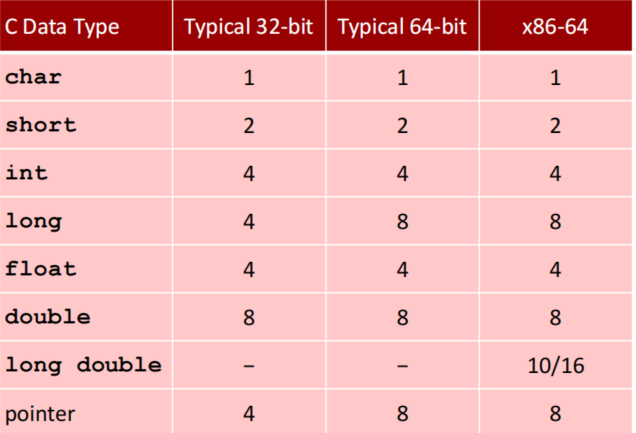 C Data Type Typical 32-bit Typical 64-bit x86-64
char 1 1 1
short 2 2 2
int 4 4 4
long 4 8 8
float 4 4 4
double 8 8 8
long double – – 10/16
pointer 4 8 8